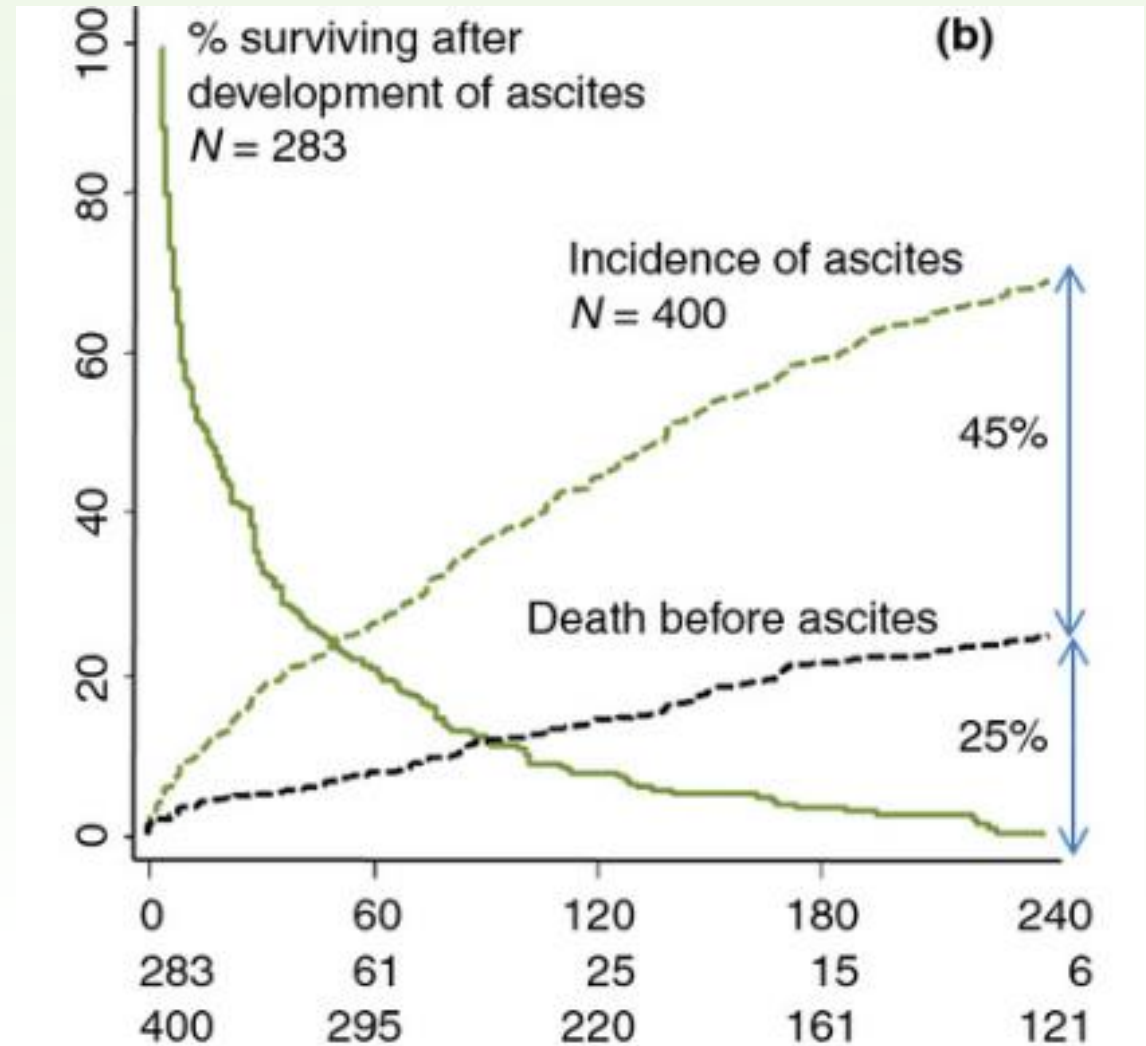 % surviving after
development of ascites
N = 283
(b)
Incidence of ascites
N = 400
45%
Death before ascites
25%
100
80
60
40
20
0
0 60 120 180 240
283 61 25 15 6
400 295 220 161 121